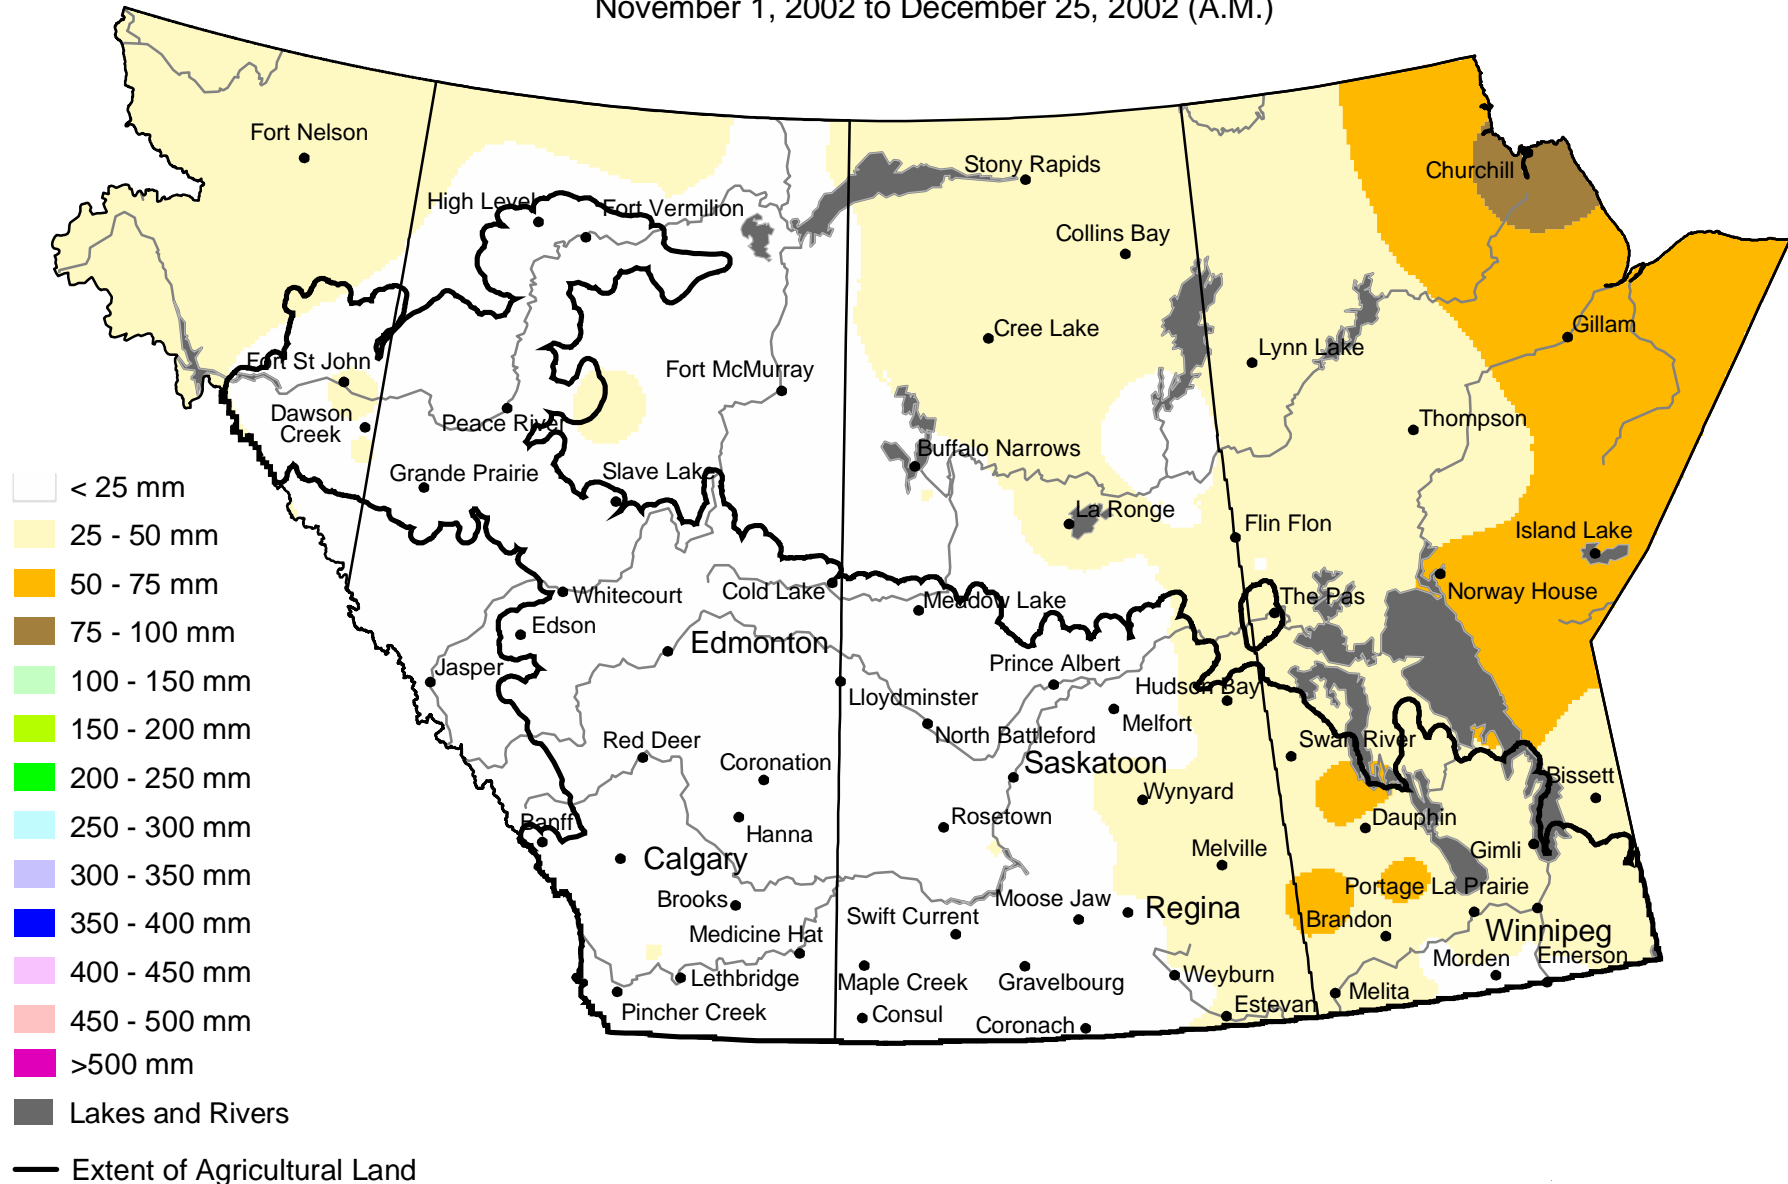 November 1, 2002 to December 25, 2002 (A.M.)
Fort Nelson
Stony Rapids
Churchill
High Level
Fort Vermilion
Collins Bay
Gillam
Cree Lake
Lynn Lake
Fort St John
Fort McMurray
Dawson
Creek
Peace River
Thompson
Buffalo Narrows
Grande Prairie
Slave Lake
La Ronge
Flin Flon
Island Lake
Whitecourt
Cold Lake
Meadow Lake
The Pas
Norway House
Edson
Edmonton
Jasper
Prince Albert
Lloydminster
Hudson Bay
Melfort
North Battleford
Red Deer
Swan River
Coronation
Saskatoon
Bissett
Wynyard
Banff
Hanna
Rosetown
Dauphin
Calgary
Melville
Gimli
Brooks
Moose Jaw
Portage La Prairie
Swift Current
Regina
Brandon
Medicine Hat
Winnipeg
Lethbridge
Maple Creek
Gravelbourg
Weyburn
Morden
Emerson
Pincher Creek
Consul
Coronach
Estevan
Melita
< 25 mm
25 - 50 mm
50 - 75 mm
75 - 100 mm
100 - 150 mm
150 - 200 mm
200 - 250 mm
250 - 300 mm
300 - 350 mm
350 - 400 mm
400 - 450 mm
450 - 500 mm
>500 mm
Lakes and Rivers
Extent of Agricultural Land